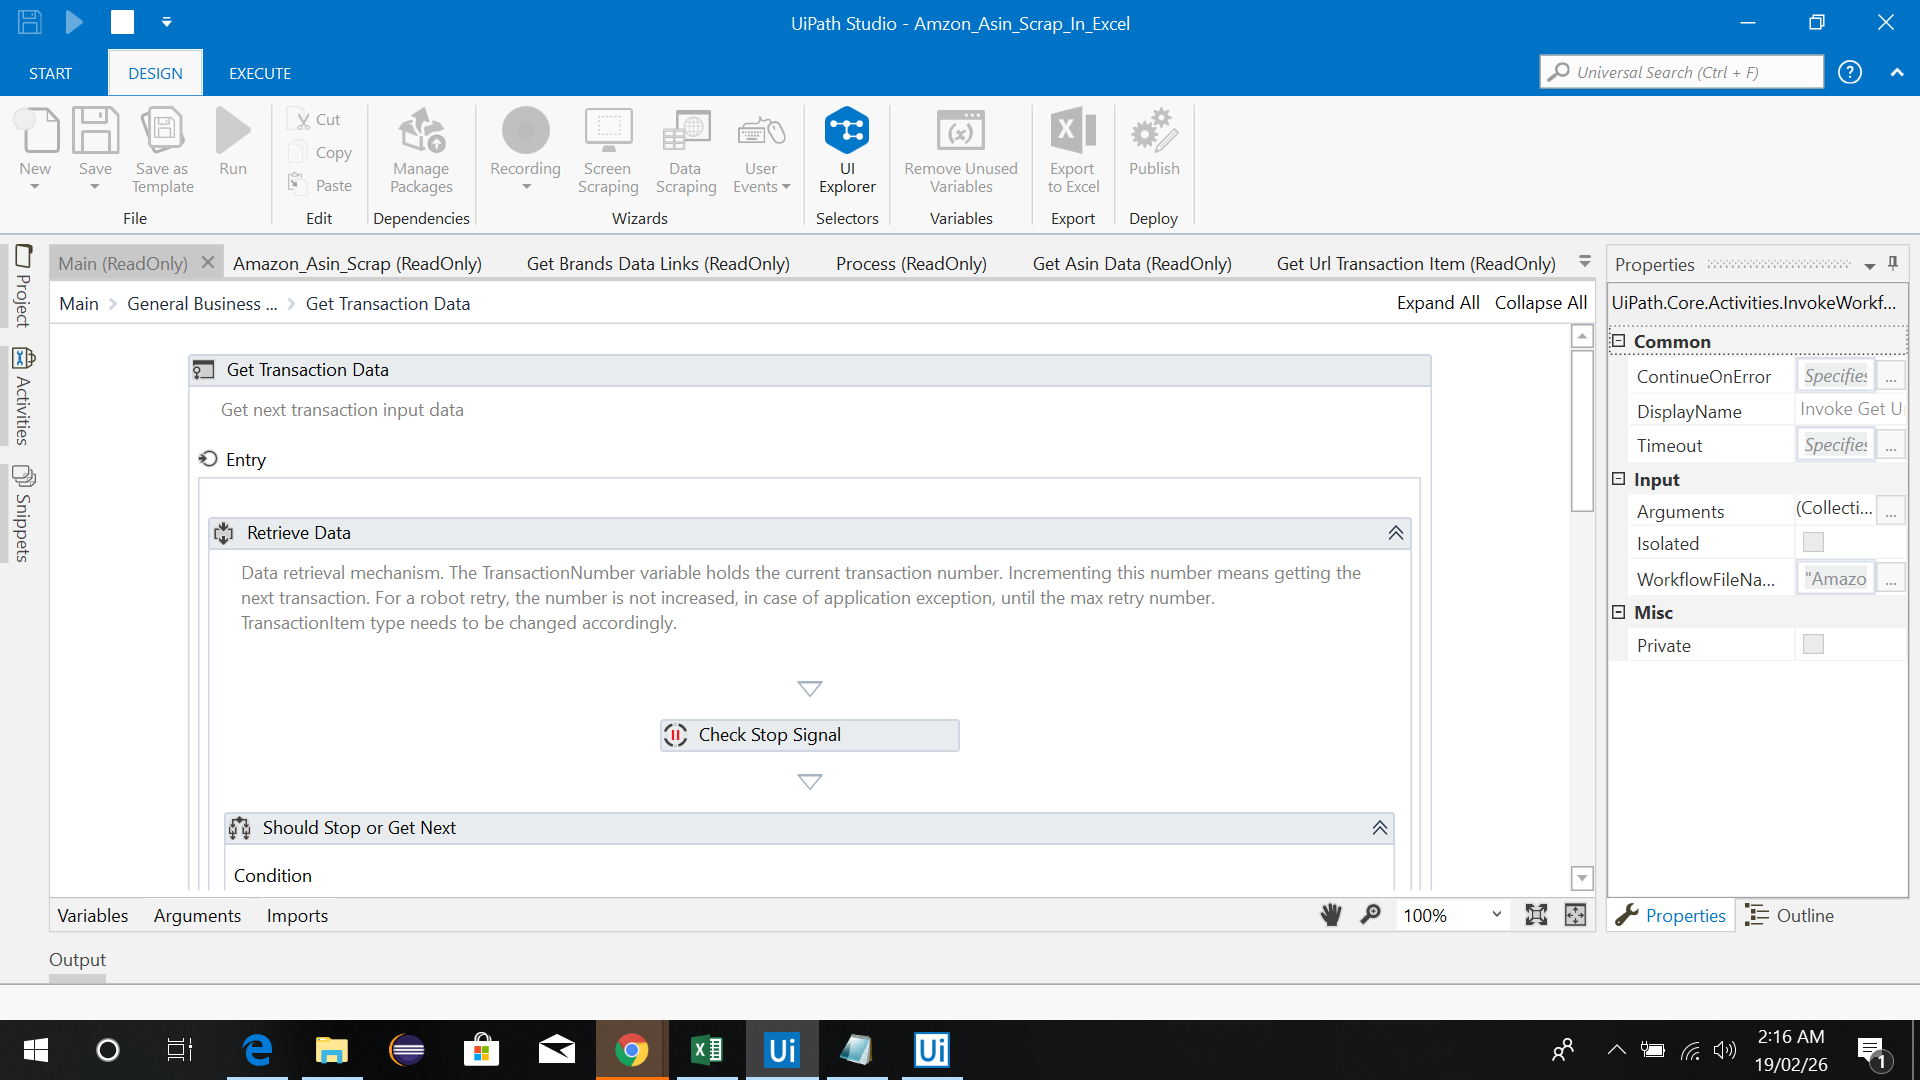 UiPath Studio - Amzon_Asin_Scrap_In_Excel
START
DESIGN
EXECUTE
Universal Search (Ctrl + F)
?
New
Save
Save as
Template
Run
File
Cut
Copy
Paste
Edit
Manage
Packages
Dependencies
Recording
Screen
Scraping
Data
Scraping
User
Events
Wizards
UI
Explorer
Selectors
Remove Unused
Variables
Variables
Export
to Excel
Export
Publish
Deploy
Project
Activities
Snippets
Main (ReadOnly)
Amazon_Asin_Scrap (ReadOnly)
Get Brands Data Links (ReadOnly)
Process (ReadOnly)
Get Asin Data (ReadOnly)
Get Url Transaction Item (ReadOnly)
Main > General Business ... > Get Transaction Data
Expand All
Collapse All
Get Transaction Data
Get next transaction input data
Entry
Retrieve Data
Data retrieval mechanism. The TransactionNumber variable holds the current transaction number. Incrementing this number means getting the
next transaction. For a robot retry, the number is not increased, in case of application exception, until the max retry number.
TransactionItem type needs to be changed accordingly.
Check Stop Signal
Should Stop or Get Next
Condition
Variables
Arguments
Imports
100%
Output
Properties
UiPath.Core.Activities.InvokeWorkf...
Common
ContinueOnError Specifies ...
DisplayName Invoke Get U
Timeout Specifies ...
Input
Arguments (Collecti... ...
Isolated
WorkflowFileNa... "Amazo ...
Misc
Private
Properties
Outline
Ui
Ui
2:16 AM
19/02/26
1